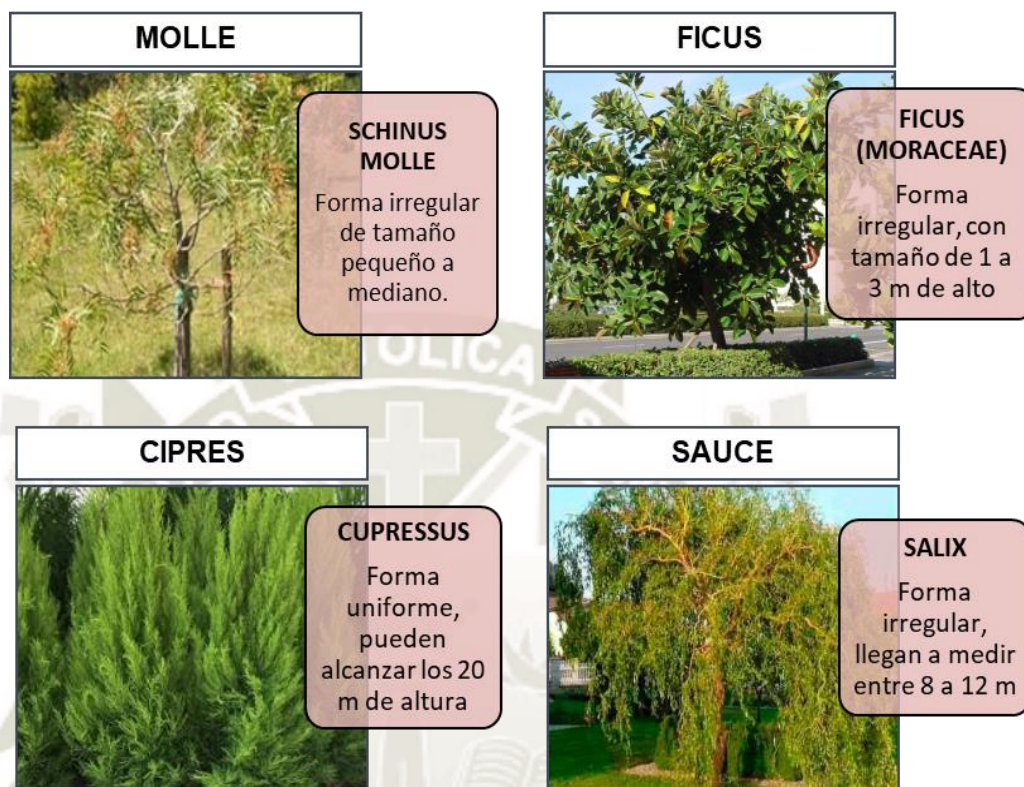 MOLLE
SCHINUS
MOLLE
Forma irregular
de tamaño
pequeño a
mediano.
FICUS
FICUS
(MORACEAE)
Forma
irregular, con
tamaño de 1 a
3 m de alto
CIPRES
CUPRESSUS
Forma
uniforme,
pueden
alcanzar los 20
m de altura
SAUCE
SALIX
Forma
irregular,
llegan a medir
entre 8 a 12 m